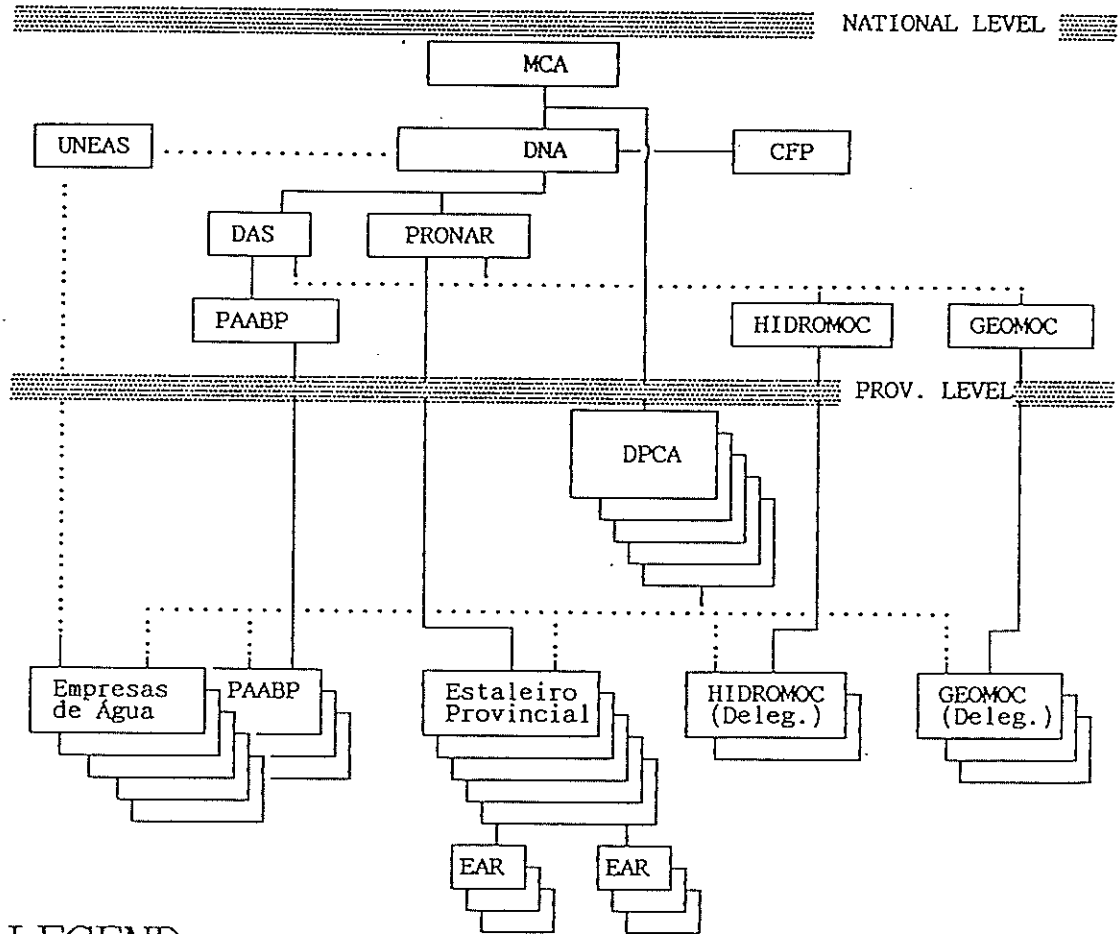 NATIONAL LEVEL
MCA
UNEAS
DNA
CFP
DAS
PRONAR
PAABP
HIDROMOC
GEOMOC
PROV. LEVEL
DPCA
Empresas
de Água
PAABP
Estaleiro
Provincial
HIDROMOC
(Deleg.)
GEOMOC
(Deleg.)
EAR
EAR
LEGEND